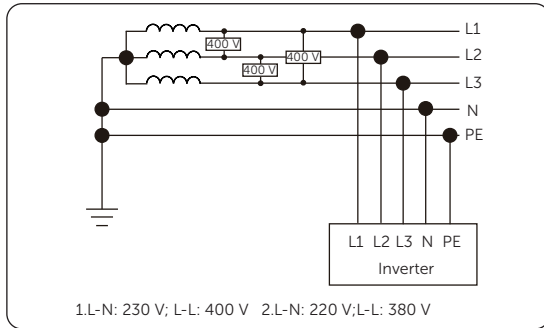 L1
400 V
400 V
L2
400 V
L3
N
PE
L1 L2 L3 N PE
Inverter
1.L-N: 230 V; L-L: 400 V 2.L-N: 220 V;L-L: 380 V